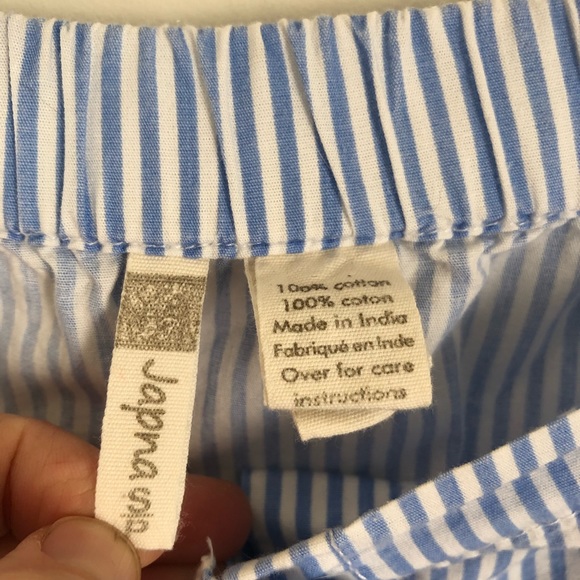 Japna
100% cotton
100% coton
Made in India
Fabriqué en Inde
Over for care
instructions